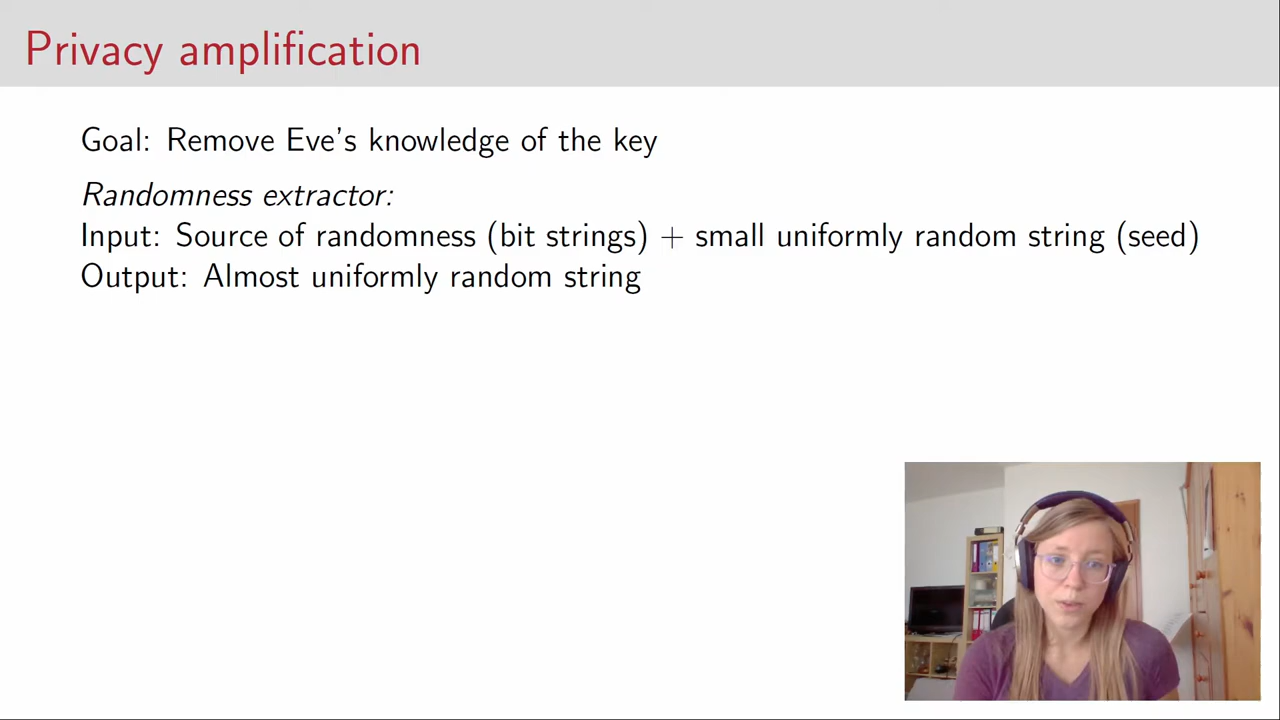 Privacy amplification
Goal: Remove Eve's knowledge of the key
Randomness extractor:
Input: Source of randomness (bit strings) + small uniformly random string (seed)
Output: Almost uniformly random string